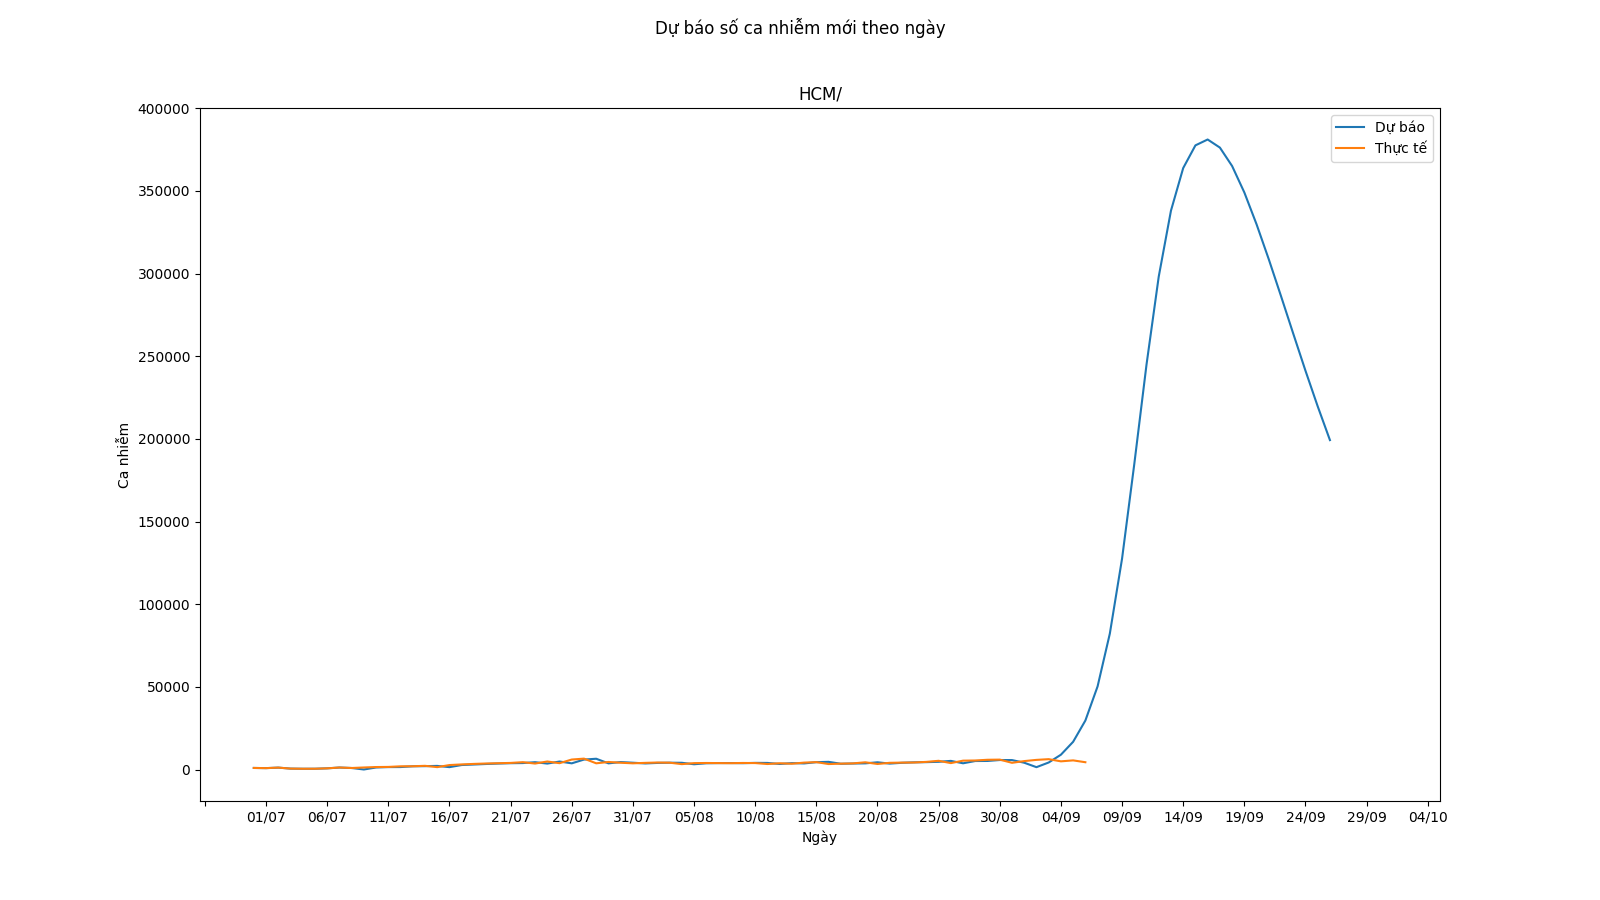 Dự báo số ca nhiễm mới theo ngày
HCM/
Dự báo
Thực tế
Ca nhiễm
400000
350000
300000
250000
200000
150000
100000
50000
0
01/07 06/07 11/07 16/07 21/07 26/07 31/07 05/08 10/08 15/08 20/08 25/08 30/08 04/09 09/09 14/09 19/09 24/09 29/09 04/10
Ngày